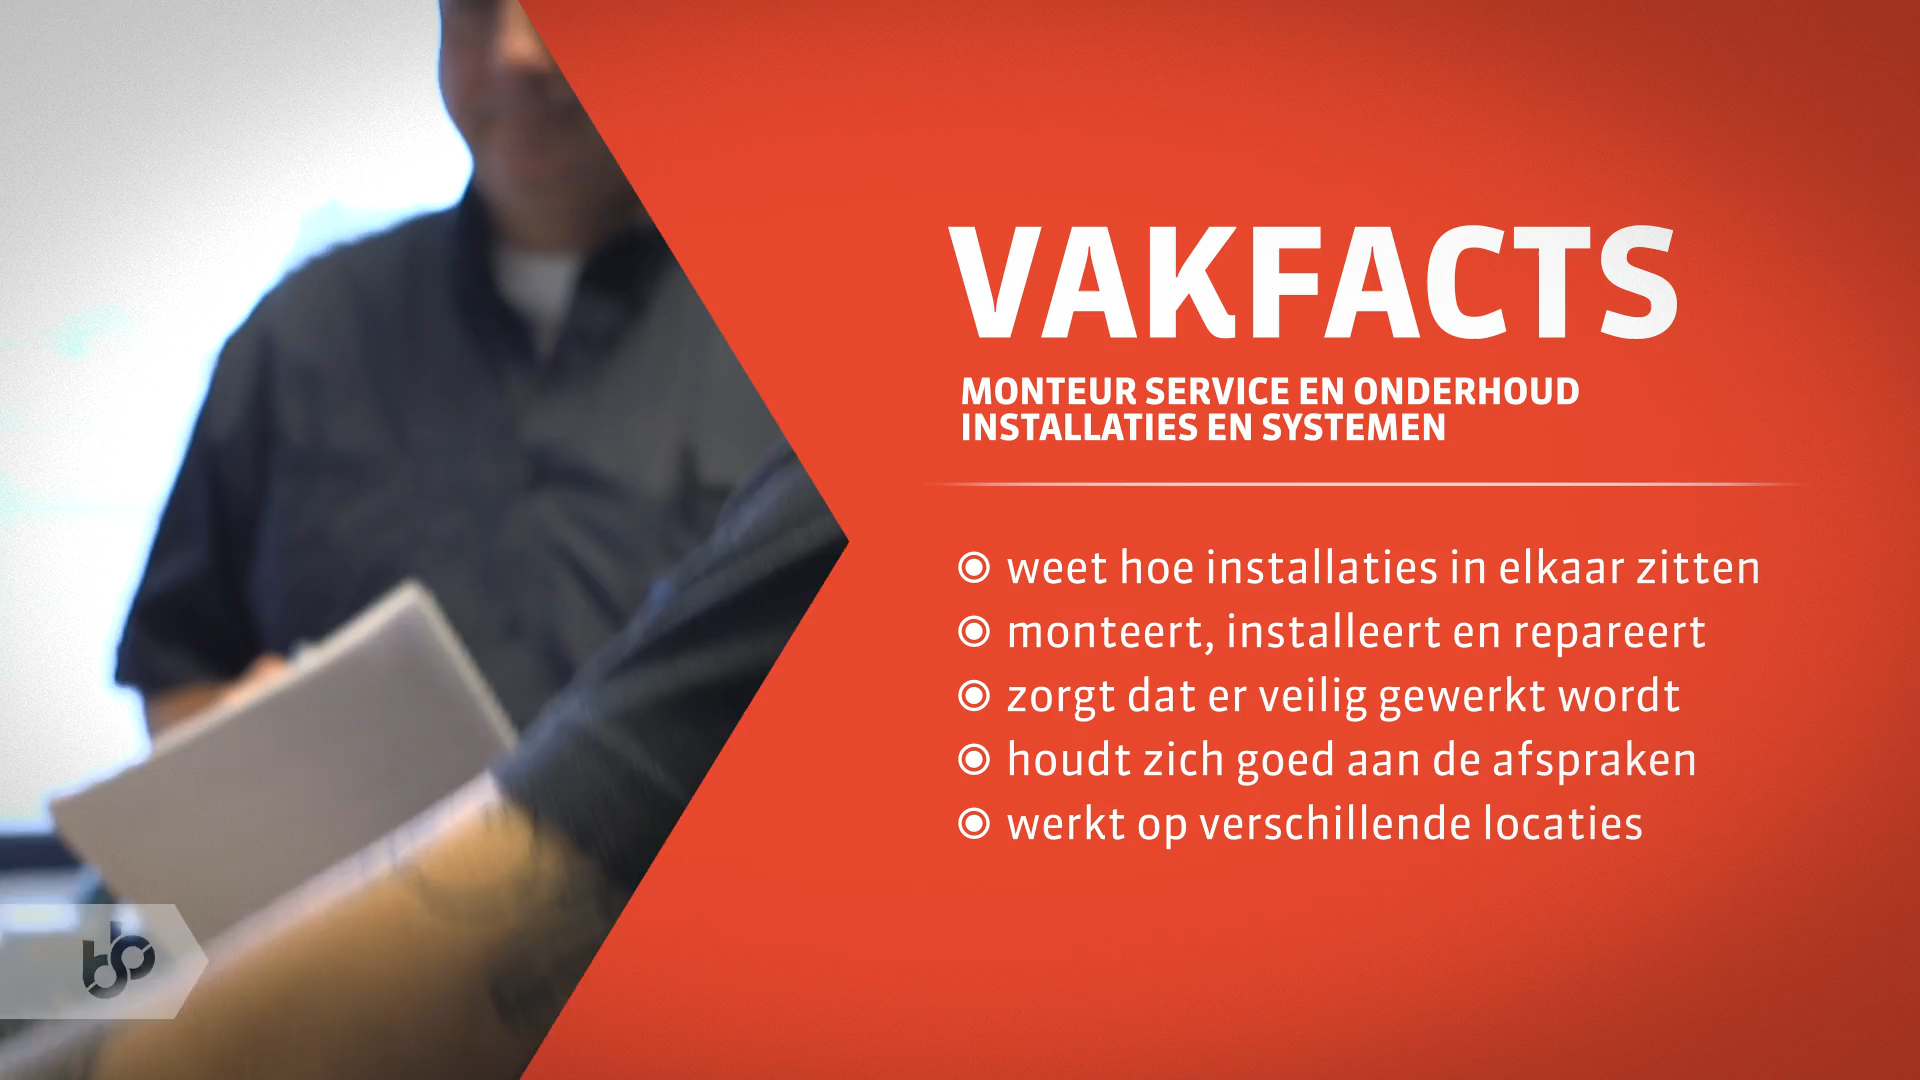 VAKFACTS
MONTEUR SERVICE EN ONDERHOUD
INSTALLATIES EN SYSTEMEN
weet hoe installaties in elkaar zitten
monteert, installeert en repareert
zorgt dat er veilig gewerkt wordt
houdt zich goed aan de afspraken
werkt op verschillende locaties